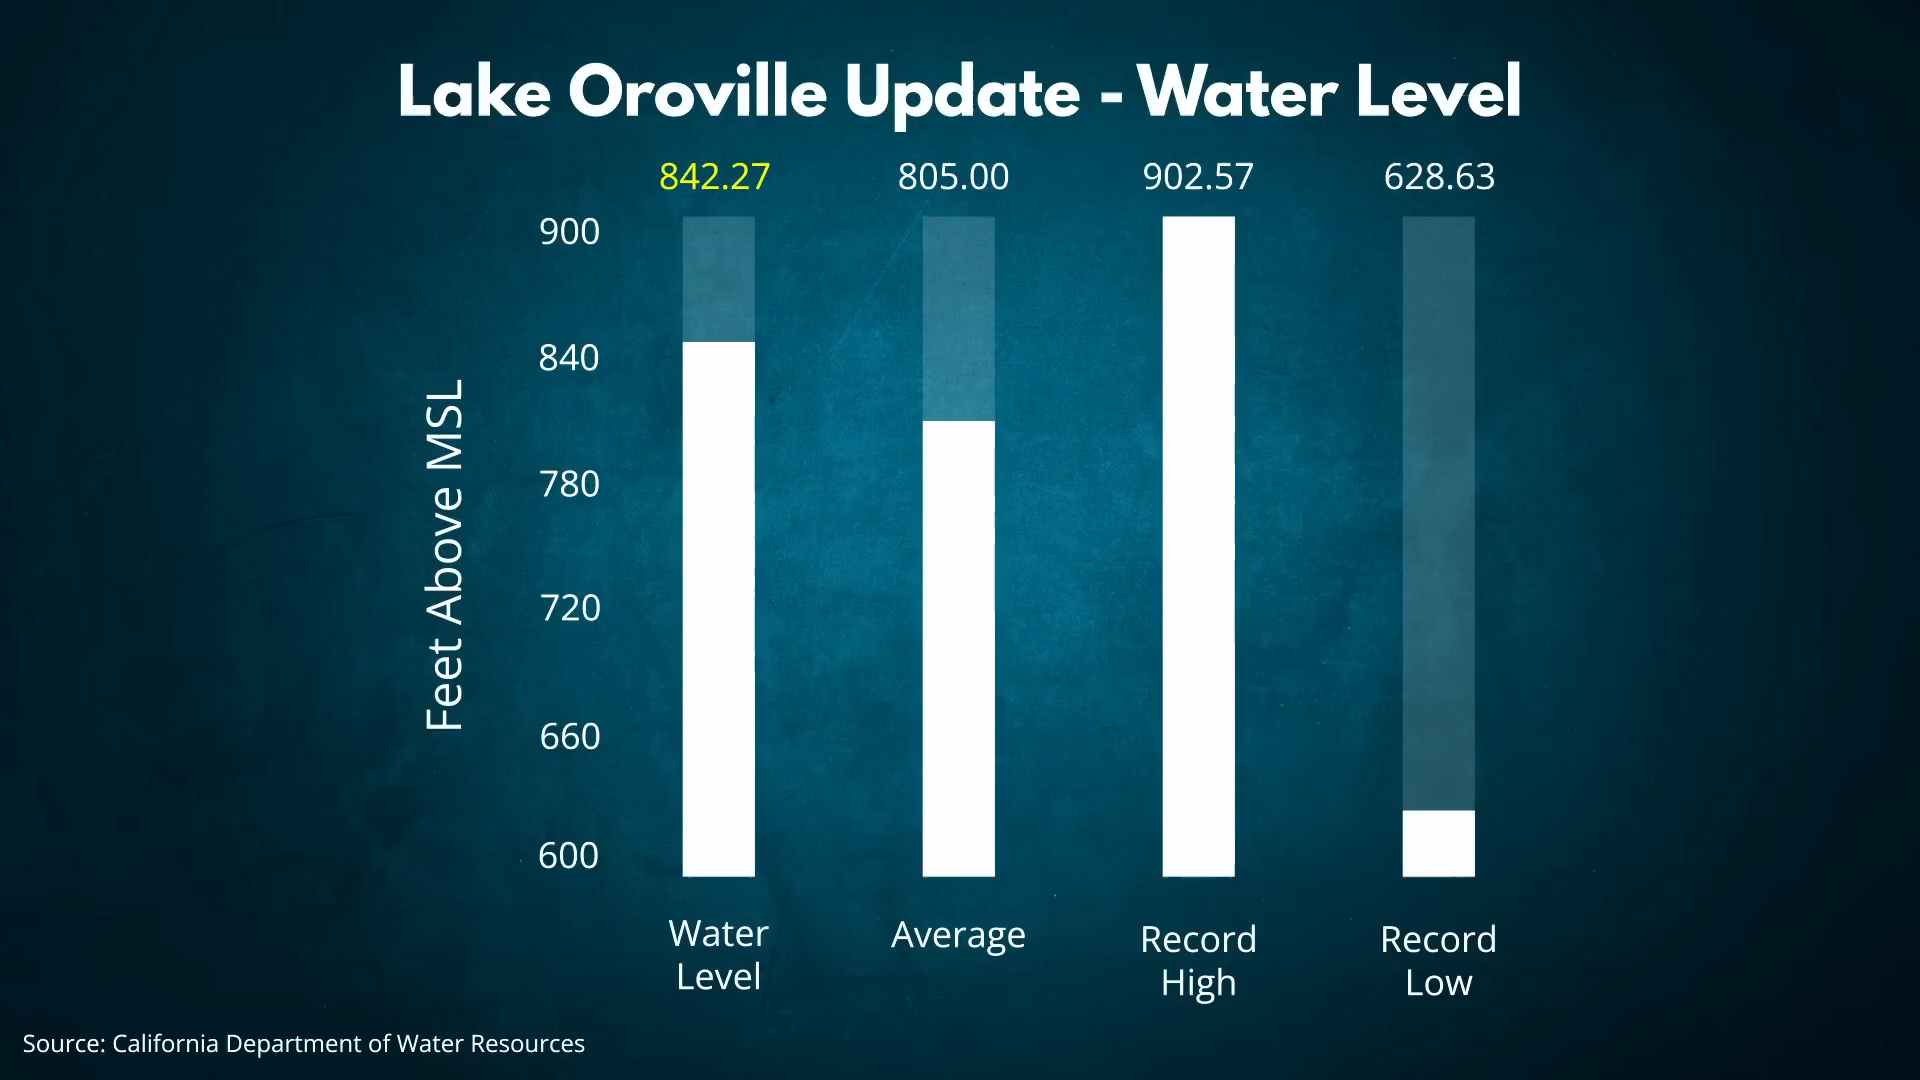 Lake Oroville Update - Water Level
842.27 805.00 902.57 628.63
900
840
780
720
660
600
Feet Above MSL
Water
Level
Average
Record
High
Record
Low
Source: California Department of Water Resources